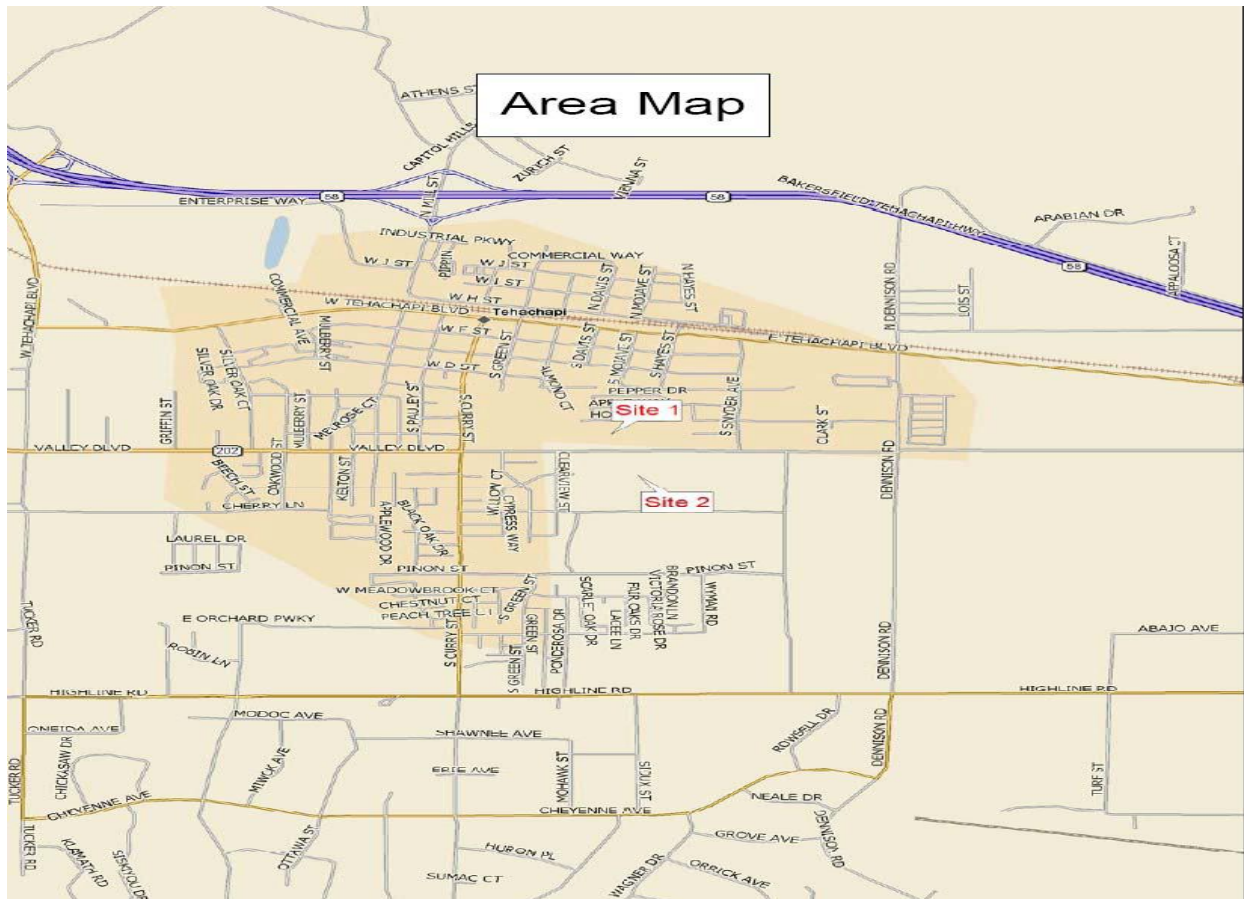 ATHENS ST
Area Map
CAPITOL HILLS
ZURICH ST
VIENNA ST
58
58
BAKERSFIELD-TEHACHAPI HWY
ENTERPRISE WAY
N MILL ST
ARABIAN DR
INDUSTRIAL PKWY
COMMERCIAL WAY
W J ST
PIPPIN
W J ST
W I ST
N DAVIS ST
N MOJAVE ST
N HAYES ST
N DENNISON RD
LOIS ST
58
APPALOOSA CT
W TEHACHAPI BLVD
COMMERCIAL AVE
W H ST
W TEHACHAPI BLVD
Tehachapi
MULBERRY ST
W F ST
E TEHACHAPI BLVD
S GREEN ST
S DAVIS ST
S MOJAVE ST
S HAYES ST
SILVER OAK DR
SILVER OAK CT
W D ST
ALMOND CT
PEPPER DR
S SNYDER AVE
Site 1
GRIFFIN ST
MULBERRY ST
MELROSE CT
S PAULEY ST
S CURRY ST
CLARK ST
VALLEY BLVD
202
VALLEY BLVD
DENNISON RD
BEECH ST
OAKWOOD ST
KELTON ST
WILLOW CT
CLEARVIEW ST
CHERRY LN
APPLEWOOD DR
BLACK OAK DR
CYPRESS WAY
Site 2
LAUREL DR
PINON ST
PINON ST
PINON ST
W MEADOWBROOK CT
CHESTNUT CT
PEACH TREE LN
S GREEN ST
GREEN ST
SCARLET OAK DR
LACEE LN
FUR OAKS DR
VICTORIA ROSE DR
BRANDON LN
WYMAN RD
TUCKER RD
E ORCHARD PWKY
ROBIN LN
S CURRY ST
S GREEN ST
PONDEROSA DR
DENNISON RD
ABAJO AVE
HIGHLINE RD
HIGHLINE RD
HIGHLINE RD
ONEIDA AVE
MODOC AVE
SHAWNEE AVE
ROWSELL DR
DENNISON RD
TUCKER RD
CHICKASAW DR
MINCK AVE
ERIE AVE
MOHAWK ST
SIOUX ST
TURF ST
CHEYENNE AVE
CHEYENNE AVE
NEALE DR
TUCKER RD
KLAMATH RD
SISKIYOU DR
OTTAWA ST
HURON PL
GROVE AVE
DENNISON RD
SUMAC CT
WAGNER DR
ORRICK AVE